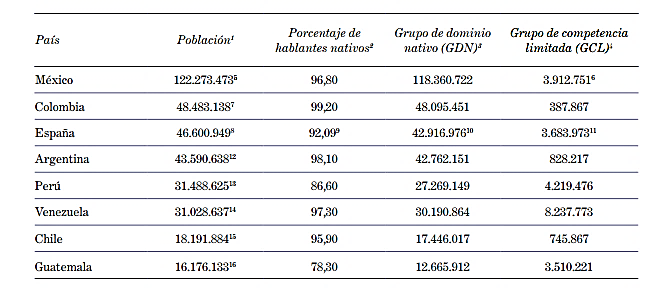 País Población¹ Porcentaje de hablantes nativos² Grupo de dominio nativo (GDN)³ Grupo de competencia limitada (GCL)⁴
México 122.273.473⁵ 96,80 118.360.722 3.912.751⁶
Colombia 48.483.138⁷ 99,20 48.095.451 387.867
España 46.600.949⁸ 92,09⁹ 42.916.976¹⁰ 3.683.973¹¹
Argentina 43.590.638¹² 98,10 42.762.151 828.217
Perú 31.488.625¹³ 86,60 27.269.149 4.219.476
Venezuela 31.028.637¹⁴ 97,30 30.190.864 8.237.773
Chile 18.191.884¹⁵ 95,90 17.446.017 745.867
Guatemala 16.176.133¹⁶ 78,30 12.665.912 3.510.221